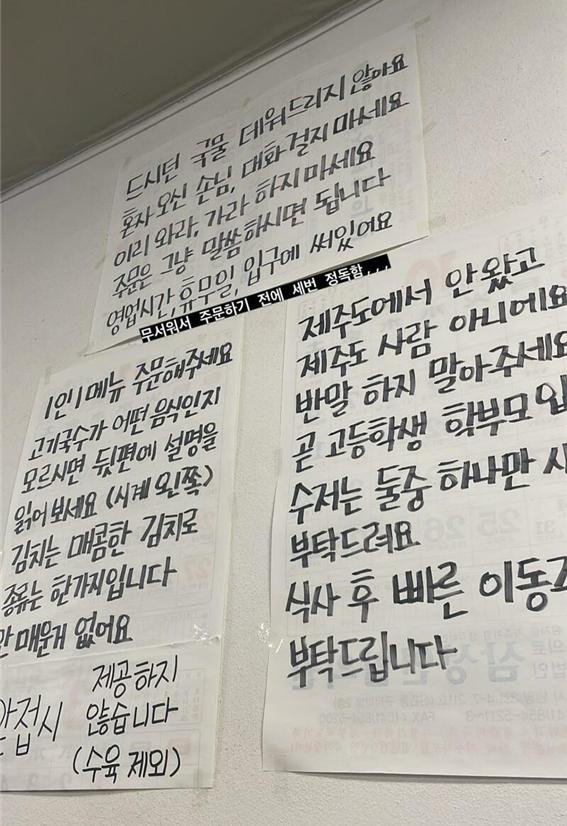 드시던 국물 데워드리지 않아요
혼자 오신 손님, 대화 걸지 마세요
이리 와라, 가라 하지마세요
주문은 그냥 말씀하시면 됩니다
영업시간, 휴무일, 입구에 써있어요
무서워서 주문하기 전에 세번 정독함...
1인 1메뉴 주문해주세요
고기국수가 어떤 음식인지
모르시면 뒷편에 설명을
읽어보세요 (시계 왼쪽)
김치는 매콤한 김치로
종류는 한가지입니다
안 매운게 없어요
앞접시 제공하지
않습니다
(수육 제외)
제주도에서 안왔고
제주도 사람 아니에요
반말 하지 말아주세요
곧 고등학생 학부모
수저는 둘중 하나만
부탁드려요
식사 후 빠른 이동
부탁드립니다